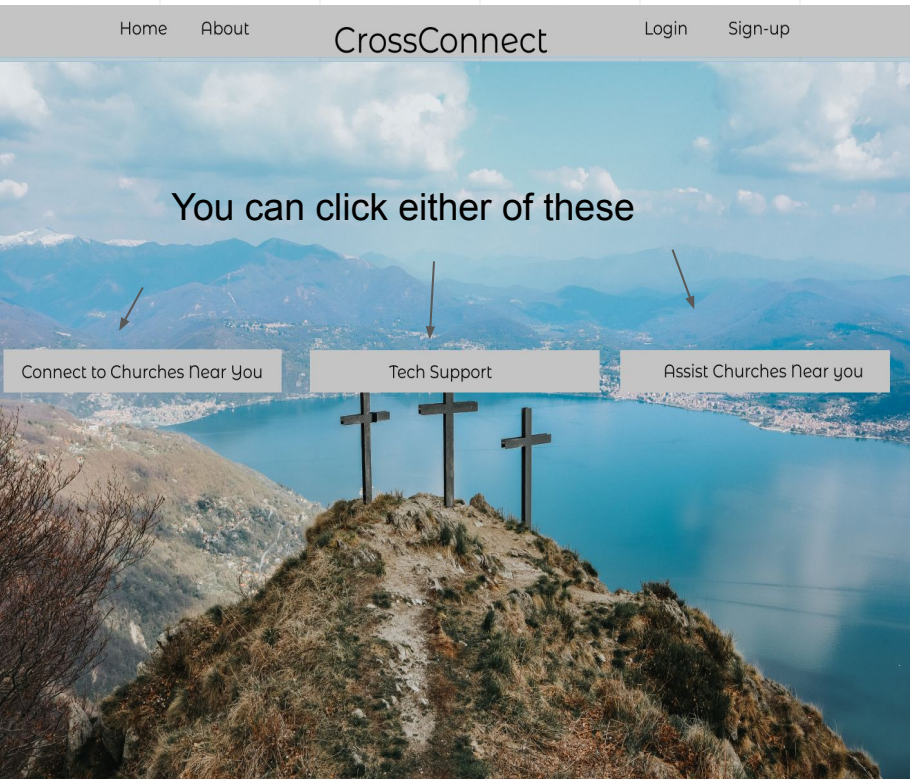 Home About CrossConnect Login Sign-up
You can click either of these
Connect to Churches Near You Tech Support Assist Churches Near you